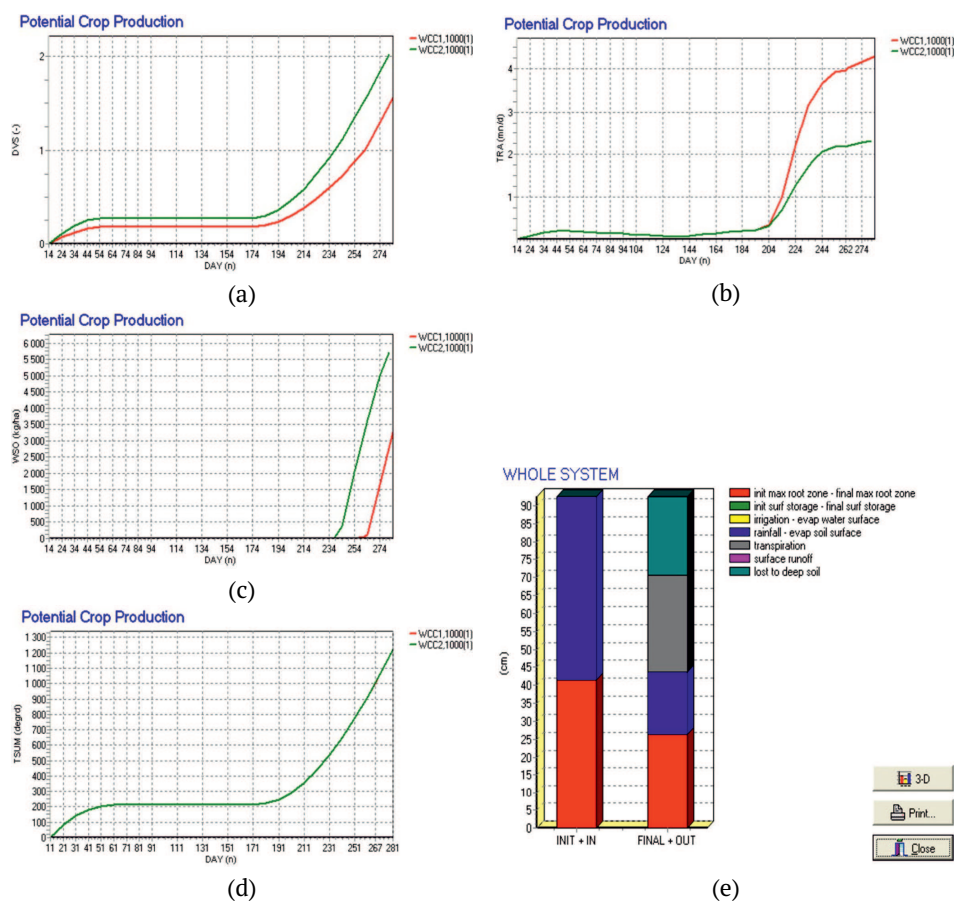 Potential Crop Production
WCC1,1000(1)
WCC2,1000(1)
DVS (-)
2
1
0
14 24 34 44 54 64 74 84 94 114 134 154 174 194 214 234 254 274
DAY (n)
(a)
Potential Crop Production
WCC1,1000(1)
WCC2,1000(1)
TRA (mn/d)
4
3
2
1
14 24 34 44 54 64 74 84 94 104 124 144 164 184 204 224 244 262 274
DAY (n)
(b)
Potential Crop Production
WCC1,1000(1)
WCC2,1000(1)
WSO (kg/ha)
6 000
5 500
5 000
4 500
4 000
3 500
3 000
2 500
2 000
1 500
1 000
500
0
14 24 34 44 54 64 74 84 94 114 134 154 174 194 214 234 254 274
DAY (n)
(c)
Potential Crop Production
WCC1,1000(1)
WCC2,1000(1)
TSUM (degrd)
1 300
1 200
1 100
1 000
900
800
700
600
500
400
300
200
100
0
11 21 31 41 51 61 71 81 91 111 131 151 171 191 211 231 251 267 281
DAY (n)
(d)
WHOLE SYSTEM
(cm)
90
85
80
75
70
65
60
55
50
45
40
35
30
25
20
15
10
5
0
INIT + IN FINAL + OUT
init max root zone - final max root zone
init surf storage - final surf storage
irrigation - evap water surface
rainfall - evap soil surface
transpiration
surface runoff
lost to deep soil
3-D
Print...
Close
(e)